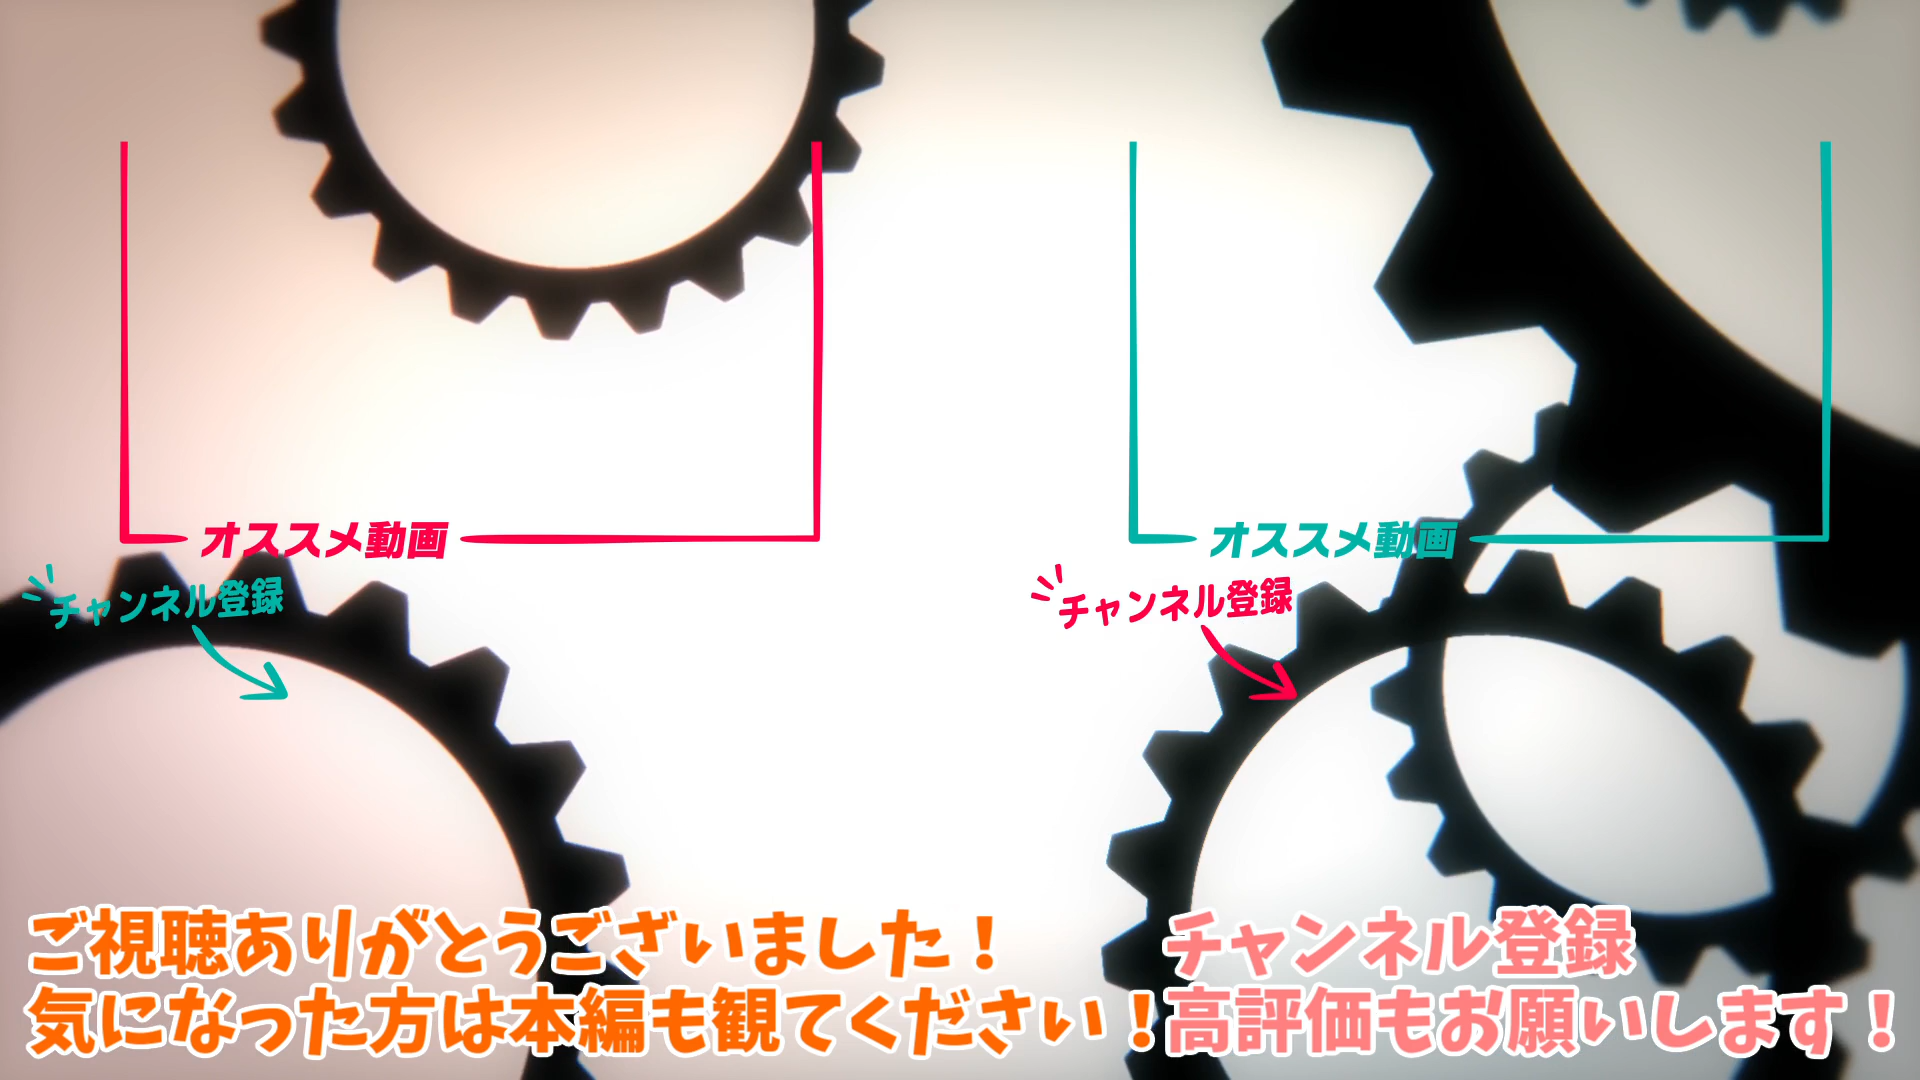 オススメ動画
チャンネル登録
オススメ動画
チャンネル登録
ご視聴ありがとうございました！
気になった方は本編も観てください！
チャンネル登録
高評価もお願いします！